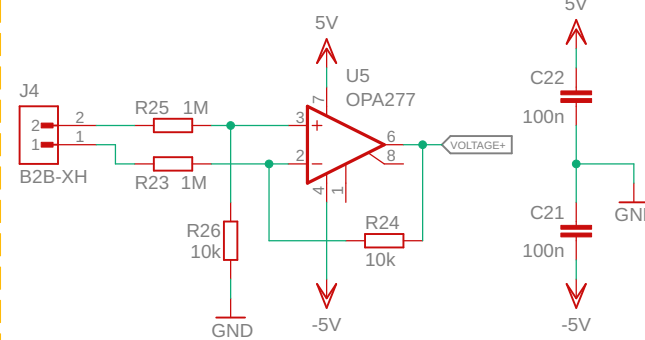 5V
5V
J4
U5
OPA277
C22
100n
R25 1M
2
2
1
1
B2B-XH
R23 1M
3
2
7
6
8
4
1
VOLTAGE+
R26
10k
R24
10k
C21
100n
GND
-5V
GND
-5V